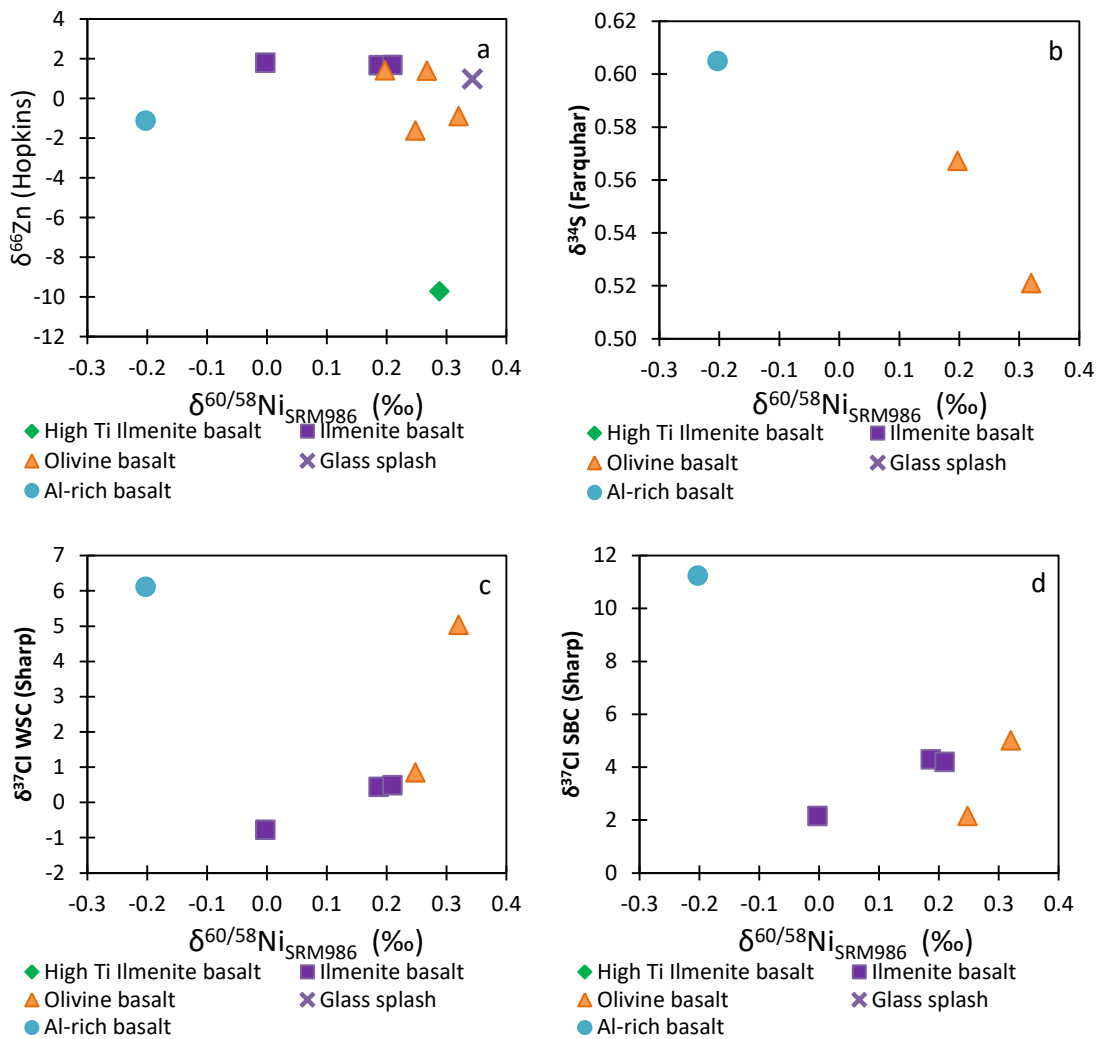 a
4
2
0
-2
-4
-6
-8
-10
-12
δ⁶⁶Zn (Hopkins)
-0.3 -0.2 -0.1 0.0 0.1 0.2 0.3 0.4
δ⁶⁰/⁵⁸Ni SRM986 (‰)
High Ti Ilmenite basalt Ilmenite basalt
Olivine basalt Glass splash
Al-rich basalt
b
0.62
0.60
0.58
0.56
0.54
0.52
0.50
δ³⁴S (Farquhar)
-0.3 -0.2 -0.1 0.0 0.1 0.2 0.3 0.4
δ⁶⁰/⁵⁸Ni SRM986 (‰)
High Ti Ilmenite basalt Ilmenite basalt
Olivine basalt Glass splash
Al-rich basalt
c
7
6
5
4
3
2
1
0
-1
-2
δ³⁷Cl WSC (Sharp)
-0.3 -0.2 -0.1 0.0 0.1 0.2 0.3 0.4
δ⁶⁰/⁵⁸Ni SRM986 (‰)
High Ti Ilmenite basalt Ilmenite basalt
Olivine basalt Glass splash
Al-rich basalt
d
12
10
8
6
4
2
0
δ³⁷Cl SBC (Sharp)
-0.3 -0.2 -0.1 0.0 0.1 0.2 0.3 0.4
δ⁶⁰/⁵⁸Ni SRM986 (‰)
High Ti Ilmenite basalt Ilmenite basalt
Olivine basalt Glass splash
Al-rich basalt